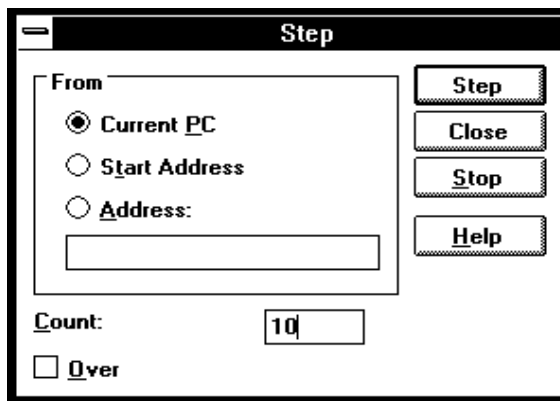 Step
From
Current PC
Start Address
Address:
Count:
10
Over
Step
Close
Stop
Help